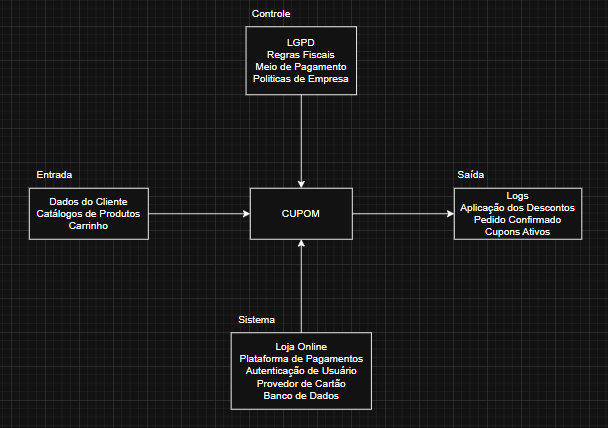 Controle
LGPD
Regras Fiscais
Meio de Pagamento
Politicas de Empresa
Entrada
Dados do Cliente
Catálogos de Produtos
Carrinho
CUPOM
Saída
Logs
Aplicação dos Descontos
Pedido Confirmado
Cupons Ativos
Sistema
Loja Online
Plataforma de Pagamentos
Autenticação de Usuário
Provedor de Cartão
Banco de Dados